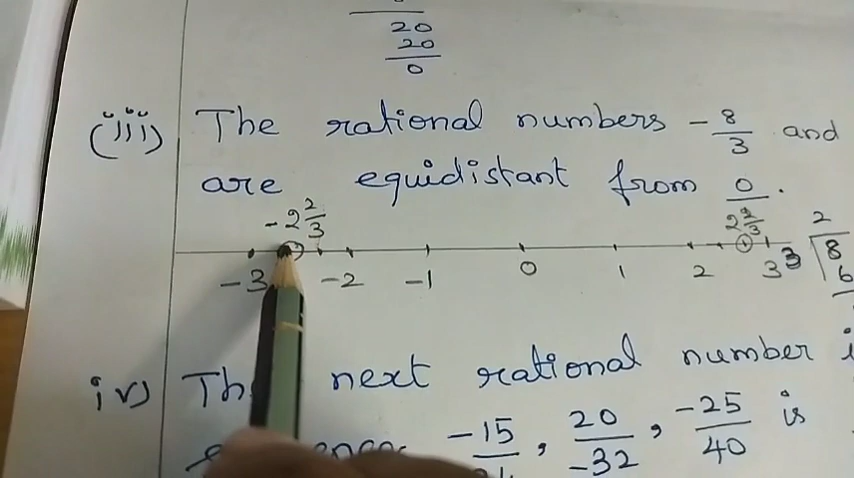 20
20
0
(iii) The rational numbers -8/3 and
are equidistant from 0.
-2 2/3 2 2/3 2
-3 -2 -1 0 1 2 3 3 8
6
iv) The next rational number
-15 , 20/-32 , -25/40 is